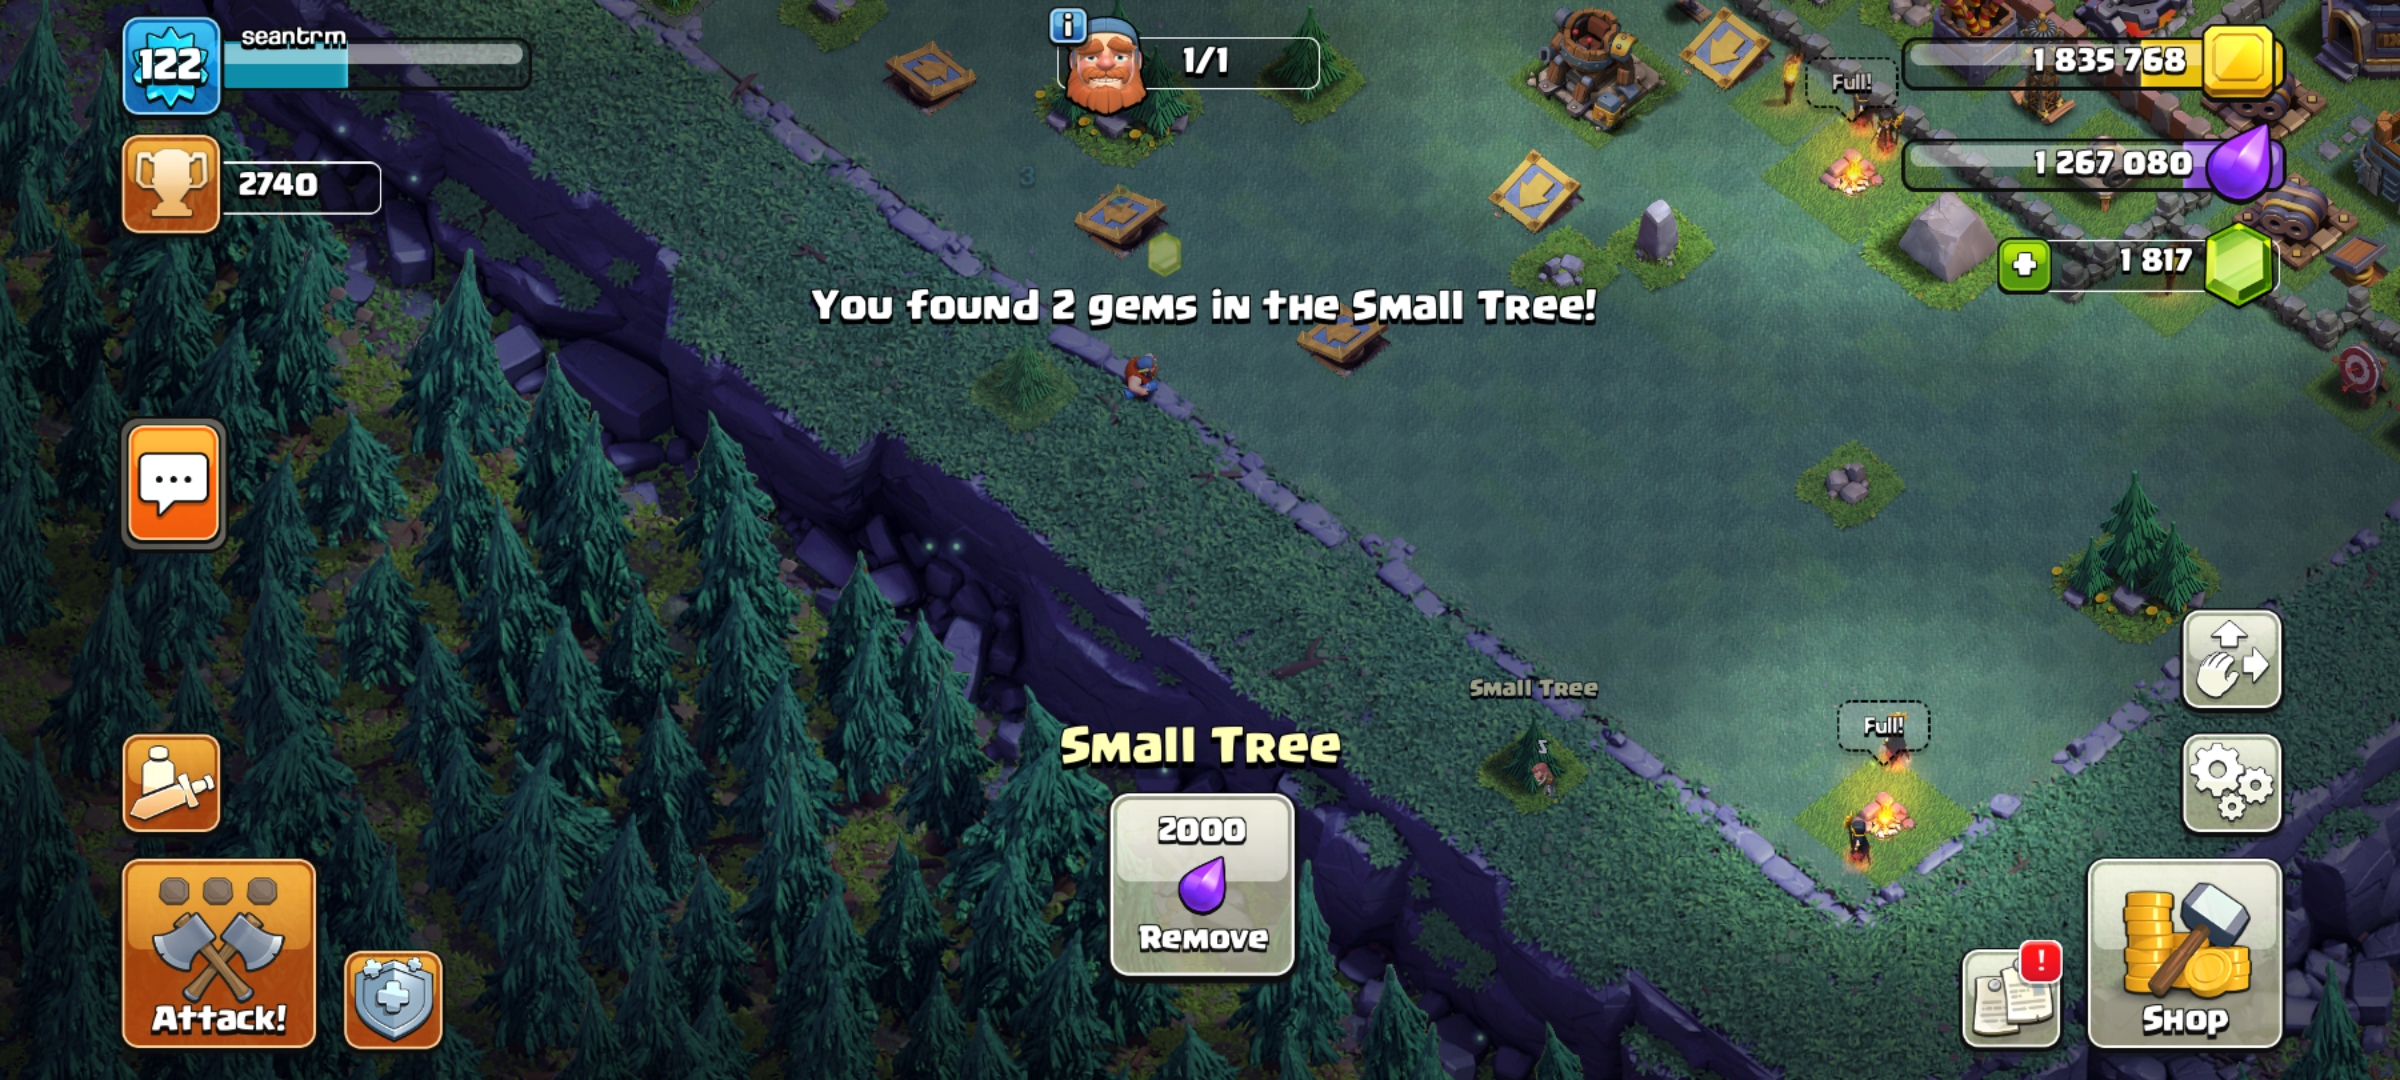 122
seantrm
1/1
Full!
1 835 768
2740
1 267 080
3
1 817
You found 2 gems in the Small Tree!
Small Tree
Full!
Small Tree
2000
Remove
Attack!
!
Shop